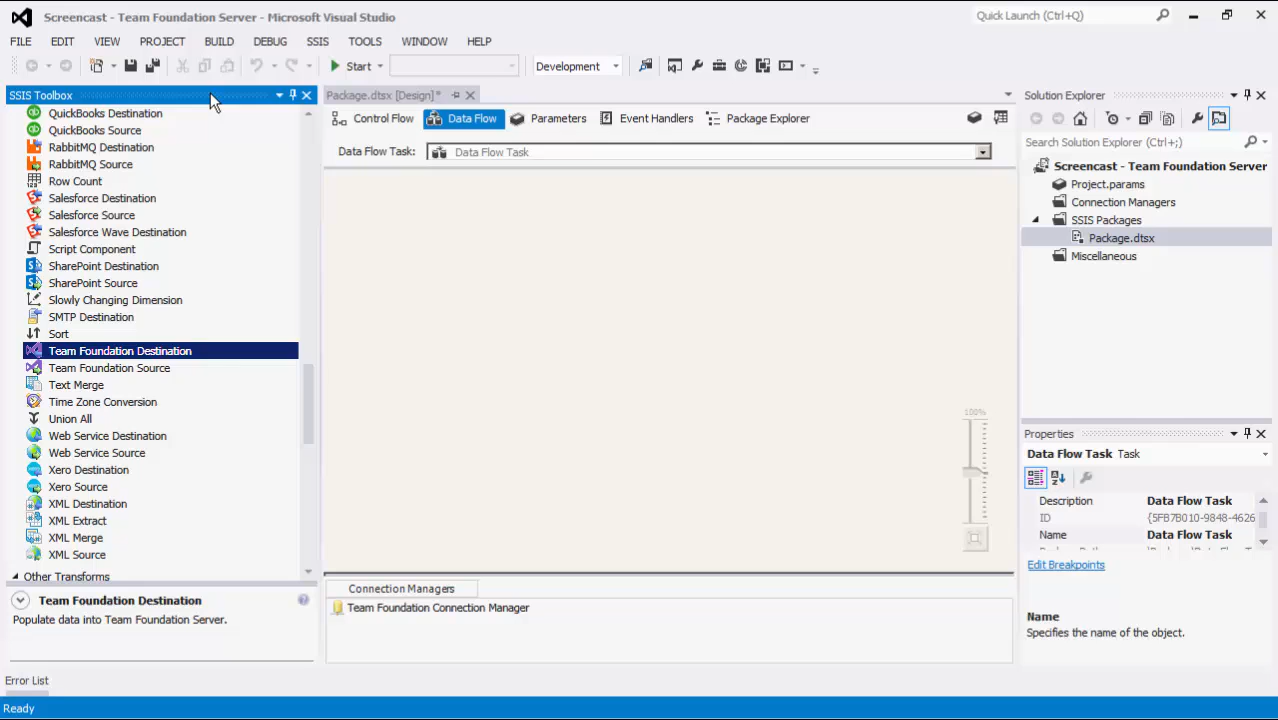 Screencast - Team Foundation Server - Microsoft Visual Studio
Quick Launch (Ctrl+Q)
FILE EDIT VIEW PROJECT BUILD DEBUG SSIS TOOLS WINDOW HELP
Start
Development
SSIS Toolbox
QuickBooks Destination
QuickBooks Source
RabbitMQ Destination
RabbitMQ Source
Row Count
Salesforce Destination
Salesforce Source
Salesforce Wave Destination
Script Component
SharePoint Destination
SharePoint Source
Slowly Changing Dimension
SMTP Destination
Sort
Team Foundation Destination
Team Foundation Source
Text Merge
Time Zone Conversion
Union All
Web Service Destination
Web Service Source
Xero Destination
Xero Source
XML Destination
XML Extract
XML Merge
XML Source
Other Transforms
Team Foundation Destination
Populate data into Team Foundation Server.
Package.dtsx [Design]*
Control Flow Data Flow Parameters Event Handlers Package Explorer
Data Flow Task: Data Flow Task
100%
Connection Managers
Team Foundation Connection Manager
Solution Explorer
Search Solution Explorer (Ctrl+;)
Screencast - Team Foundation Server
Project.params
Connection Managers
SSIS Packages
Package.dtsx
Miscellaneous
Properties
Data Flow Task Task
Description Data Flow Task
ID {5FB7B010-9848-4626
Name Data Flow Task
Edit Breakpoints
Name
Specifies the name of the object.
Error List
Ready